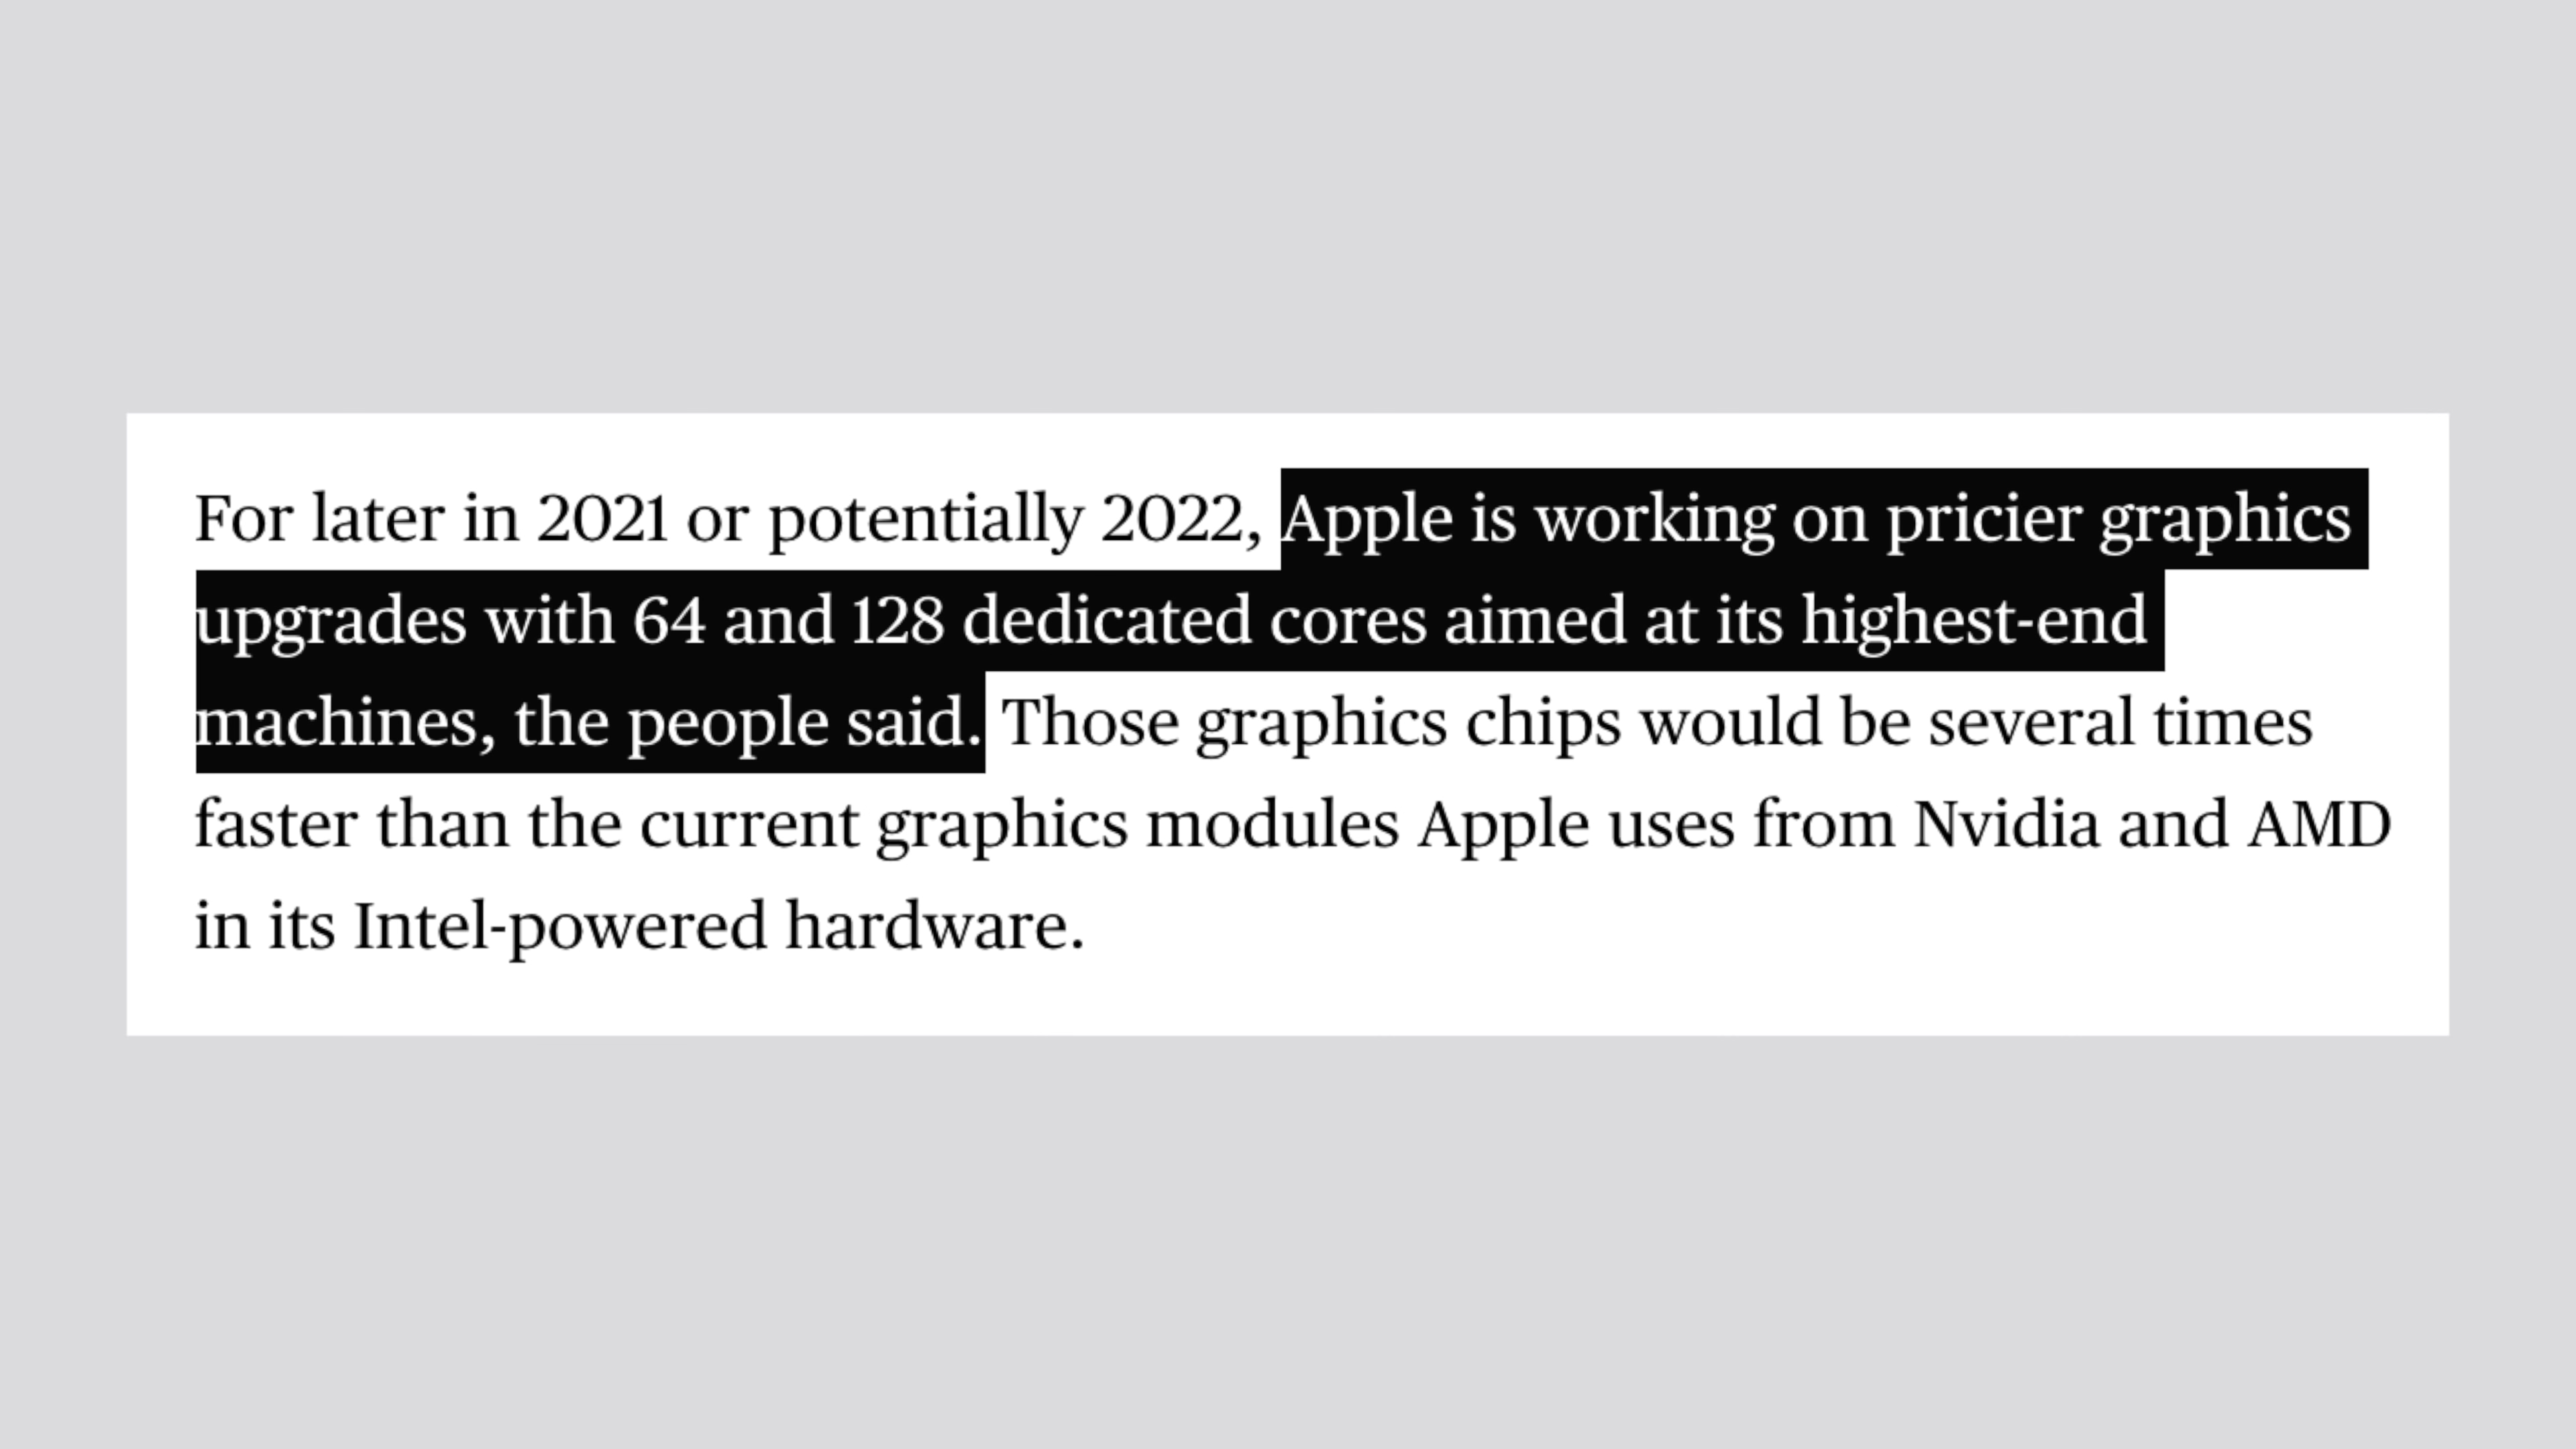 For later in 2021 or potentially 2022, Apple is working on pricier graphics
upgrades with 64 and 128 dedicated cores aimed at its highest-end
machines, the people said. Those graphics chips would be several times
faster than the current graphics modules Apple uses from Nvidia and AMD
in its Intel-powered hardware.